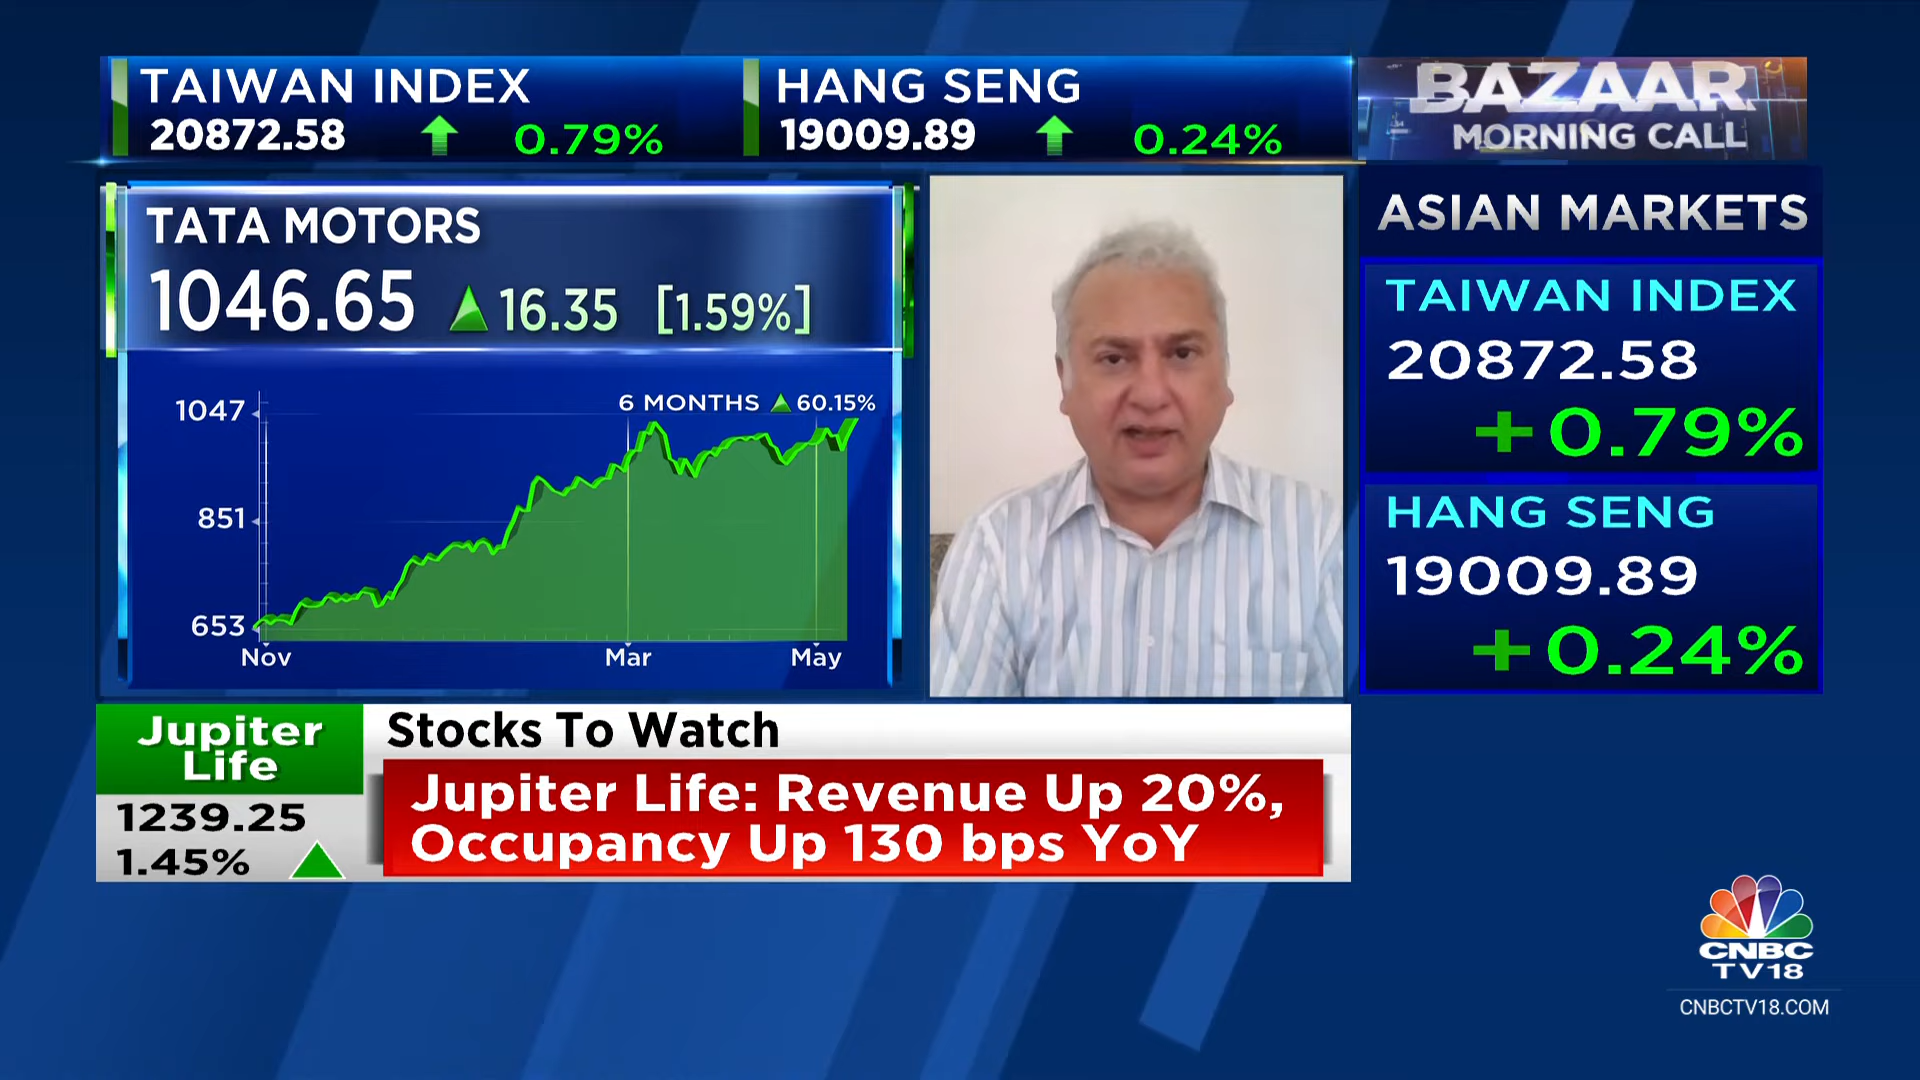 TAIWAN INDEX
20872.58 0.79%
HANG SENG
19009.89 0.24%
BAZAAR
MORNING CALL
TATA MOTORS
1046.65 16.35 [1.59%]
6 MONTHS 60.15%
1047
851
653
Nov Mar May
ASIAN MARKETS
TAIWAN INDEX
20872.58
+0.79%
HANG SENG
19009.89
+0.24%
Jupiter
Life
1239.25
1.45%
Stocks To Watch
Jupiter Life: Revenue Up 20%,
Occupancy Up 130 bps YoY
CNBC
TV18
CNBCTV18.COM